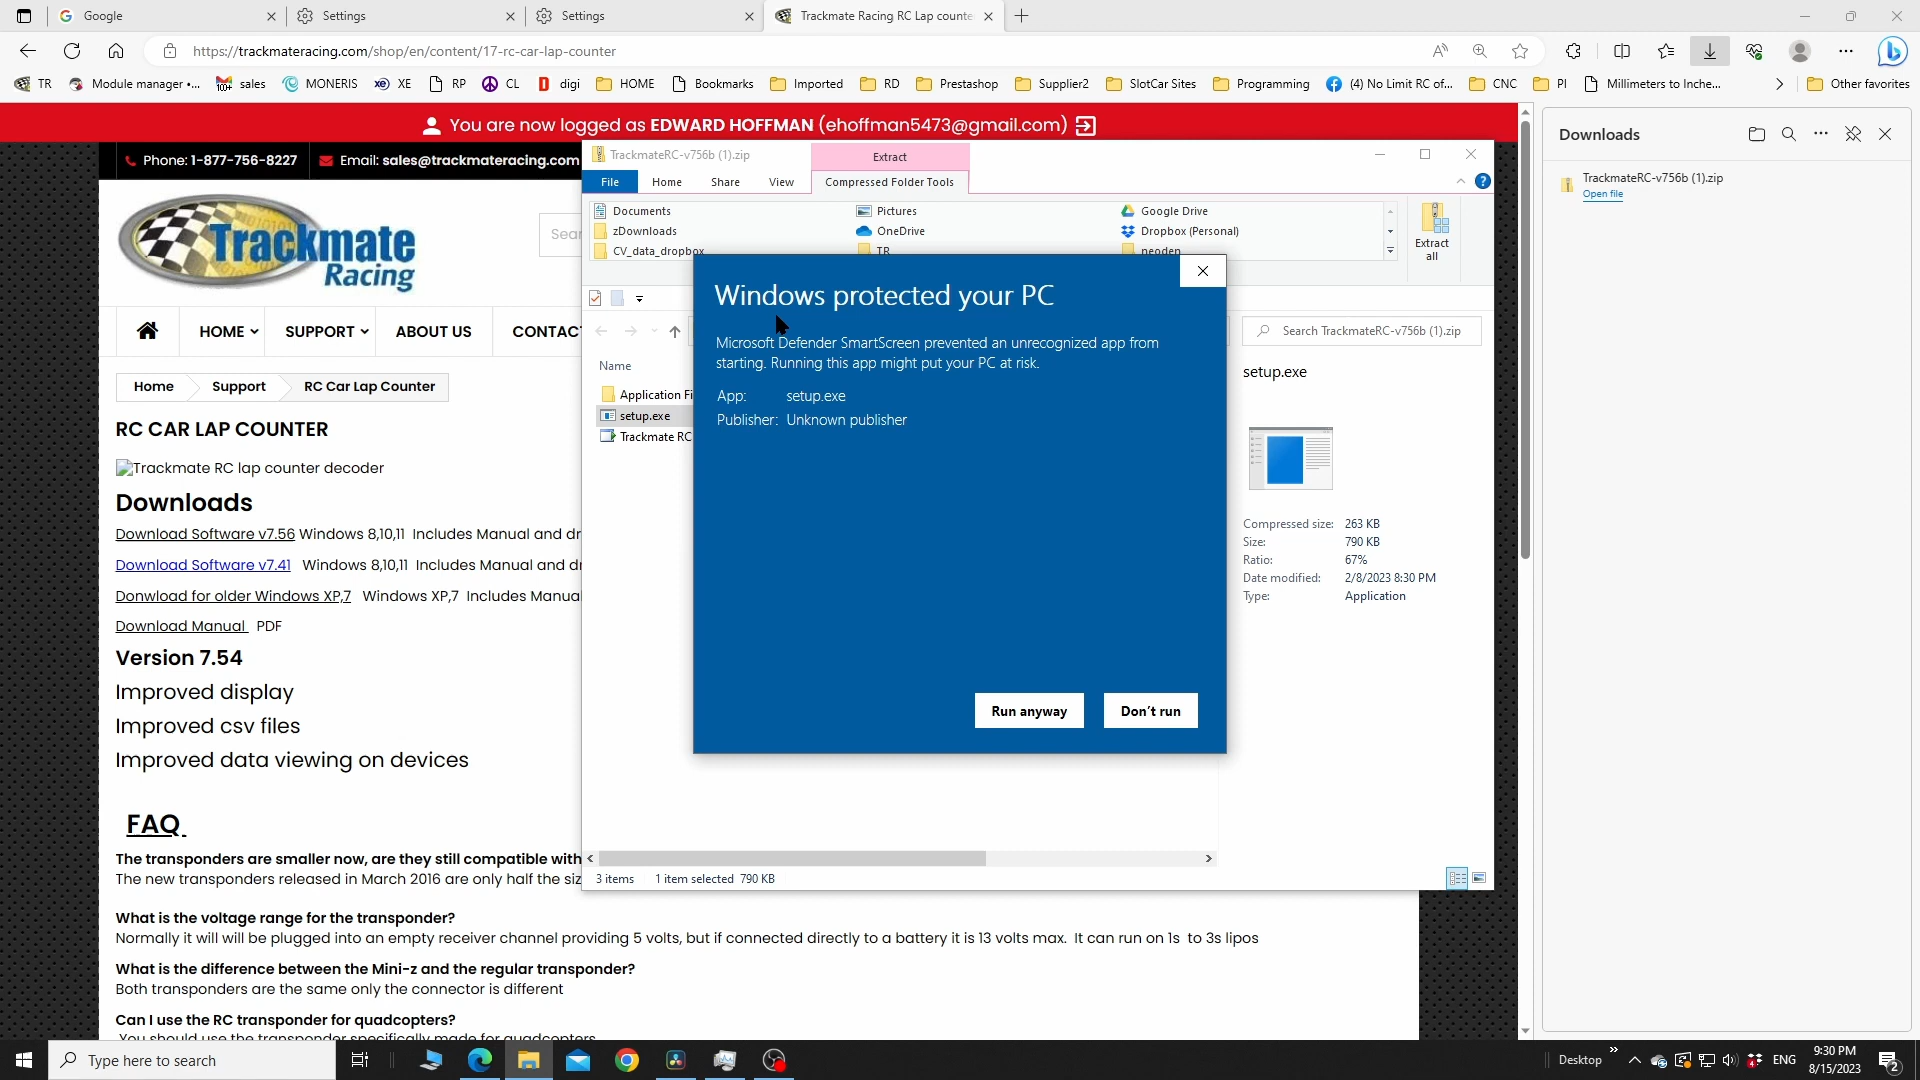 Google
Settings
Settings
Trackmate Racing RC Lap counte
https://trackmateracing.com/shop/en/content/17-rc-car-lap-counter
TR
Module manager •...
100+
sales
MONERIS
xe XE
RP
CL
D digi
HOME
Bookmarks
Imported
RD
Prestashop
Supplier2
SlotCar Sites
Programming
(4) No Limit RC of...
CNC
PI
Millimeters to Inche...
Other favorites
You are now logged as EDWARD HOFFMAN (ehoffman5473@gmail.com)
Phone: 1-877-756-8227
Email: sales@trackmateracing.com
Trackmate
Racing
Sear
HOME
SUPPORT
ABOUT US
CONTAC
Home
Support
RC Car Lap Counter
RC CAR LAP COUNTER
Trackmate RC lap counter decoder
Downloads
Download Software v7.56 Windows 8,10,11 Includes Manual and dr
Download Software v7.41 Windows 8,10,11 Includes Manual and d
Donwload for older Windows XP,7 Windows XP,7 Includes Manua
Download Manual PDF
Version 7.54
Improved display
Improved csv files
Improved data viewing on devices
FAQ
The transponders are smaller now, are they still compatible with
The new transponders released in March 2016 are only half the siz
What is the voltage range for the transponder?
Normally it will will be plugged into an empty receiver channel providing 5 volts, but if connected directly to a battery it is 13 volts max. It can run on 1s to 3s lipos
What is the difference between the Mini-z and the regular transponder?
Both transponders are the same only the connector is different
Can I use the RC transponder for quadcopters?
You should use the transponder specifically made for quadcopters
TrackmateRC-v756b (1).zip
Extract
File
Home
Share
View
Compressed Folder Tools
Documents
Pictures
Google Drive
zDownloads
OneDrive
Dropbox (Personal)
CV_data_dropbox
TR
neoden
Extract
all
Search TrackmateRC-v756b (1).zip
Name
Application Fi
setup.exe
Trackmate RC
Windows protected your PC
Microsoft Defender SmartScreen prevented an unrecognized app from
starting. Running this app might put your PC at risk.
App: setup.exe
Publisher: Unknown publisher
Run anyway
Don't run
setup.exe
Compressed size: 263 KB
Size: 790 KB
Ratio: 67%
Date modified: 2/8/2023 8:30 PM
Type: Application
3 items
1 item selected 790 KB
Downloads
TrackmateRC-v756b (1).zip
Open file
Type here to search
Desktop
ENG
9:30 PM
8/15/2023
2